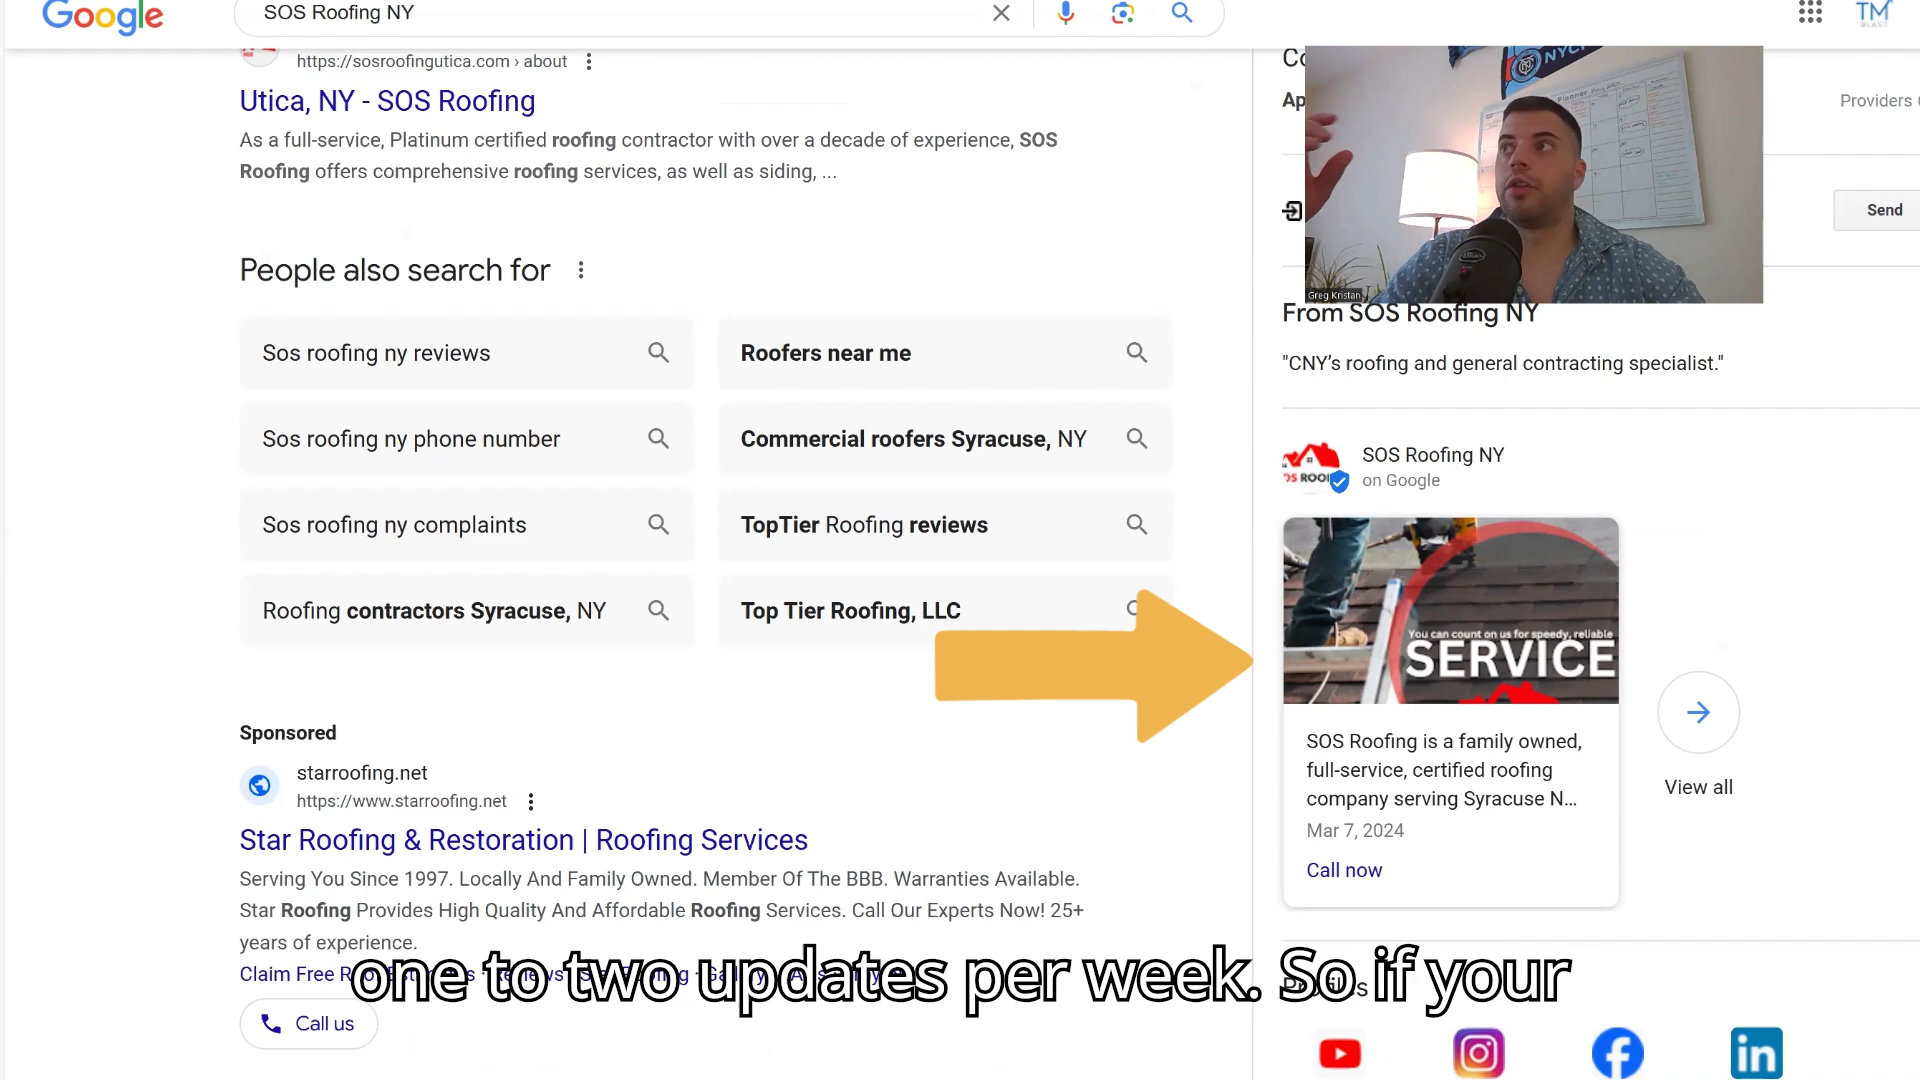 Google
SOS Roofing NY
TM
BLAST
https://sosroofingutica.com › about
Utica, NY - SOS Roofing
As a full-service, Platinum certified roofing contractor with over a decade of experience, SOS
Roofing offers comprehensive roofing services, as well as siding, ...
People also search for
Sos roofing ny reviews
Roofers near me
Sos roofing ny phone number
Commercial roofers Syracuse, NY
Sos roofing ny complaints
TopTier Roofing reviews
Roofing contractors Syracuse, NY
Top Tier Roofing, LLC
Sponsored
starroofing.net
https://www.starroofing.net
Star Roofing & Restoration | Roofing Services
Serving You Since 1997. Locally And Family Owned. Member Of The BBB. Warranties Available.
Star Roofing Provides High Quality And Affordable Roofing Services. Call Our Experts Now! 25+
years of experience.
Claim Free
Call us
Providers
Send
NYC
Planner
Greg Kristan
From SOS Roofing NY
"CNY's roofing and general contracting specialist."
SOS Roofing NY
on Google
You can count on us for speedy, reliable
SERVICE
SOS Roofing is a family owned,
full-service, certified roofing
company serving Syracuse N...
Mar 7, 2024
Call now
View all
Profiles
one to two updates per week. So if your